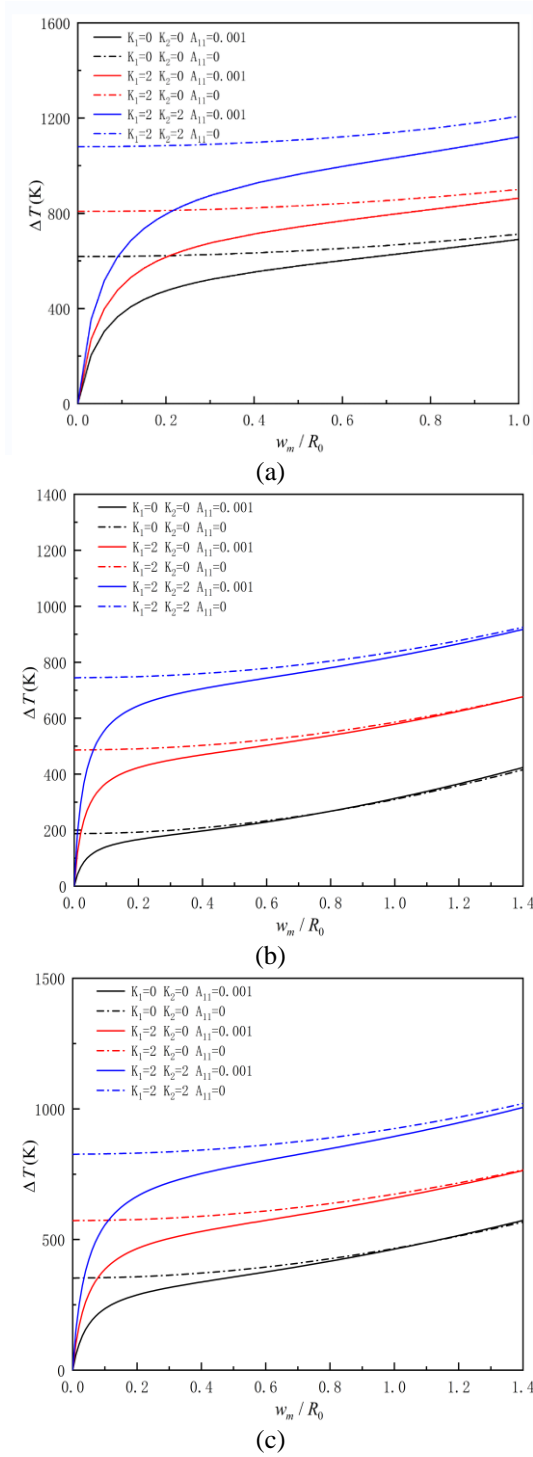 1600
1200
800
400
0
ΔT(K)
K₁=0 K₂=0 A₁₁=0.001
K₁=0 K₂=0 A₁₁=0
K₁=2 K₂=0 A₁₁=0.001
K₁=2 K₂=0 A₁₁=0
K₁=2 K₂=2 A₁₁=0.001
K₁=2 K₂=2 A₁₁=0
0.0 0.2 0.4 0.6 0.8 1.0
wₘ / R₀
(a)
1400
1200
1000
800
600
400
200
0
ΔT(K)
K₁=0 K₂=0 A₁₁=0.001
K₁=0 K₂=0 A₁₁=0
K₁=2 K₂=0 A₁₁=0.001
K₁=2 K₂=0 A₁₁=0
K₁=2 K₂=2 A₁₁=0.001
K₁=2 K₂=2 A₁₁=0
0.0 0.2 0.4 0.6 0.8 1.0 1.2 1.4
wₘ / R₀
(b)
1500
1000
500
0
ΔT(K)
K₁=0 K₂=0 A₁₁=0.001
K₁=0 K₂=0 A₁₁=0
K₁=2 K₂=0 A₁₁=0.001
K₁=2 K₂=0 A₁₁=0
K₁=2 K₂=2 A₁₁=0.001
K₁=2 K₂=2 A₁₁=0
0.0 0.2 0.4 0.6 0.8 1.0 1.2 1.4
wₘ / R₀
(c)